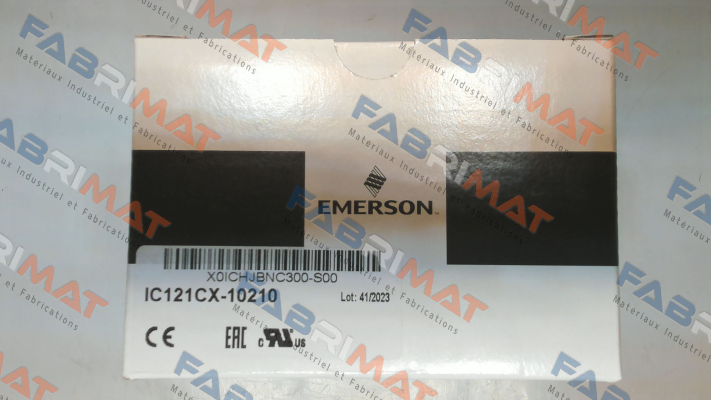 EMERSON
X0ICHJBNC300-S00
IC121CX-10210
Lot: 41/2023
CE
EAC
c UL US
FABRIMAT
Materiaux Industriel et Fabrications